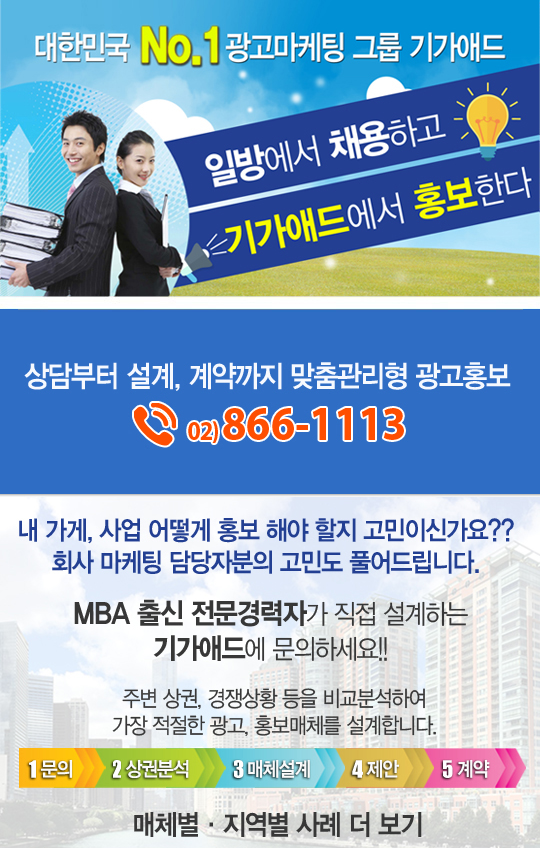 대한민국 No.1 광고마케팅 그룹 기가애드
일방에서 채용하고
기가애드에서 홍보한다
상담부터 설계, 계약까지 맞춤관리형 광고홍보
02)866-1113
내 가게, 사업 어떻게 홍보 해야 할지 고민이신가요??
회사 마케팅 담당자분의 고민도 풀어드립니다.
MBA 출신 전문경력자가 직접 설계하는
기가애드에 문의하세요!!
주변 상권, 경쟁상황 등을 비교분석하여
가장 적절한 광고, 홍보매체를 설계합니다.
1 문의 2 상권분석 3 매체설계 4 제안 5 계약
매체별 · 지역별 사례 더 보기